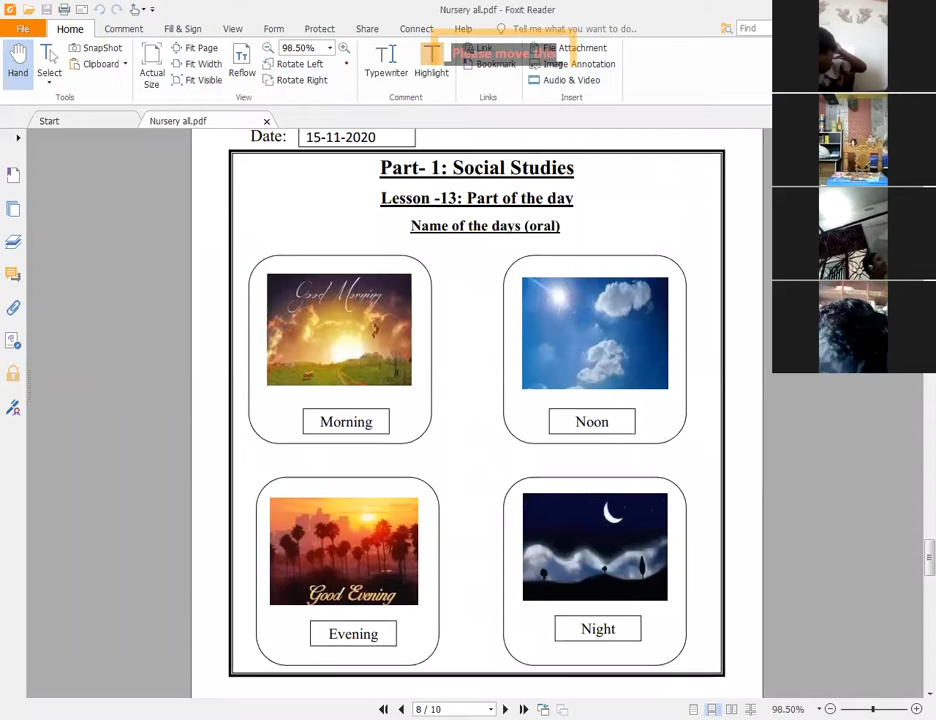 Nursery all.pdf - Foxit Reader
File Home Comment Fill & Sign View Form Protect Share Connect Help Tell me what you want to do.. Find
Hand
Select
SnapShot
Clipboard
Tools
Actual Size
Fit Page
Fit Width
Fit Visible
Reflow
98.50%
Rotate Left
Rotate Right
View
Typewriter
Highlight
Comment
Please move this
Link
Bookmark
Links
File Attachment
Image Annotation
Audio & Video
Insert
Start
Nursery all.pdf
Date: 15-11-2020
Part- 1: Social Studies
Lesson -13: Part of the day
Name of the days (oral)
Good Morning
Morning
Noon
Good Evening
Evening
Night
8 / 10
98.50%